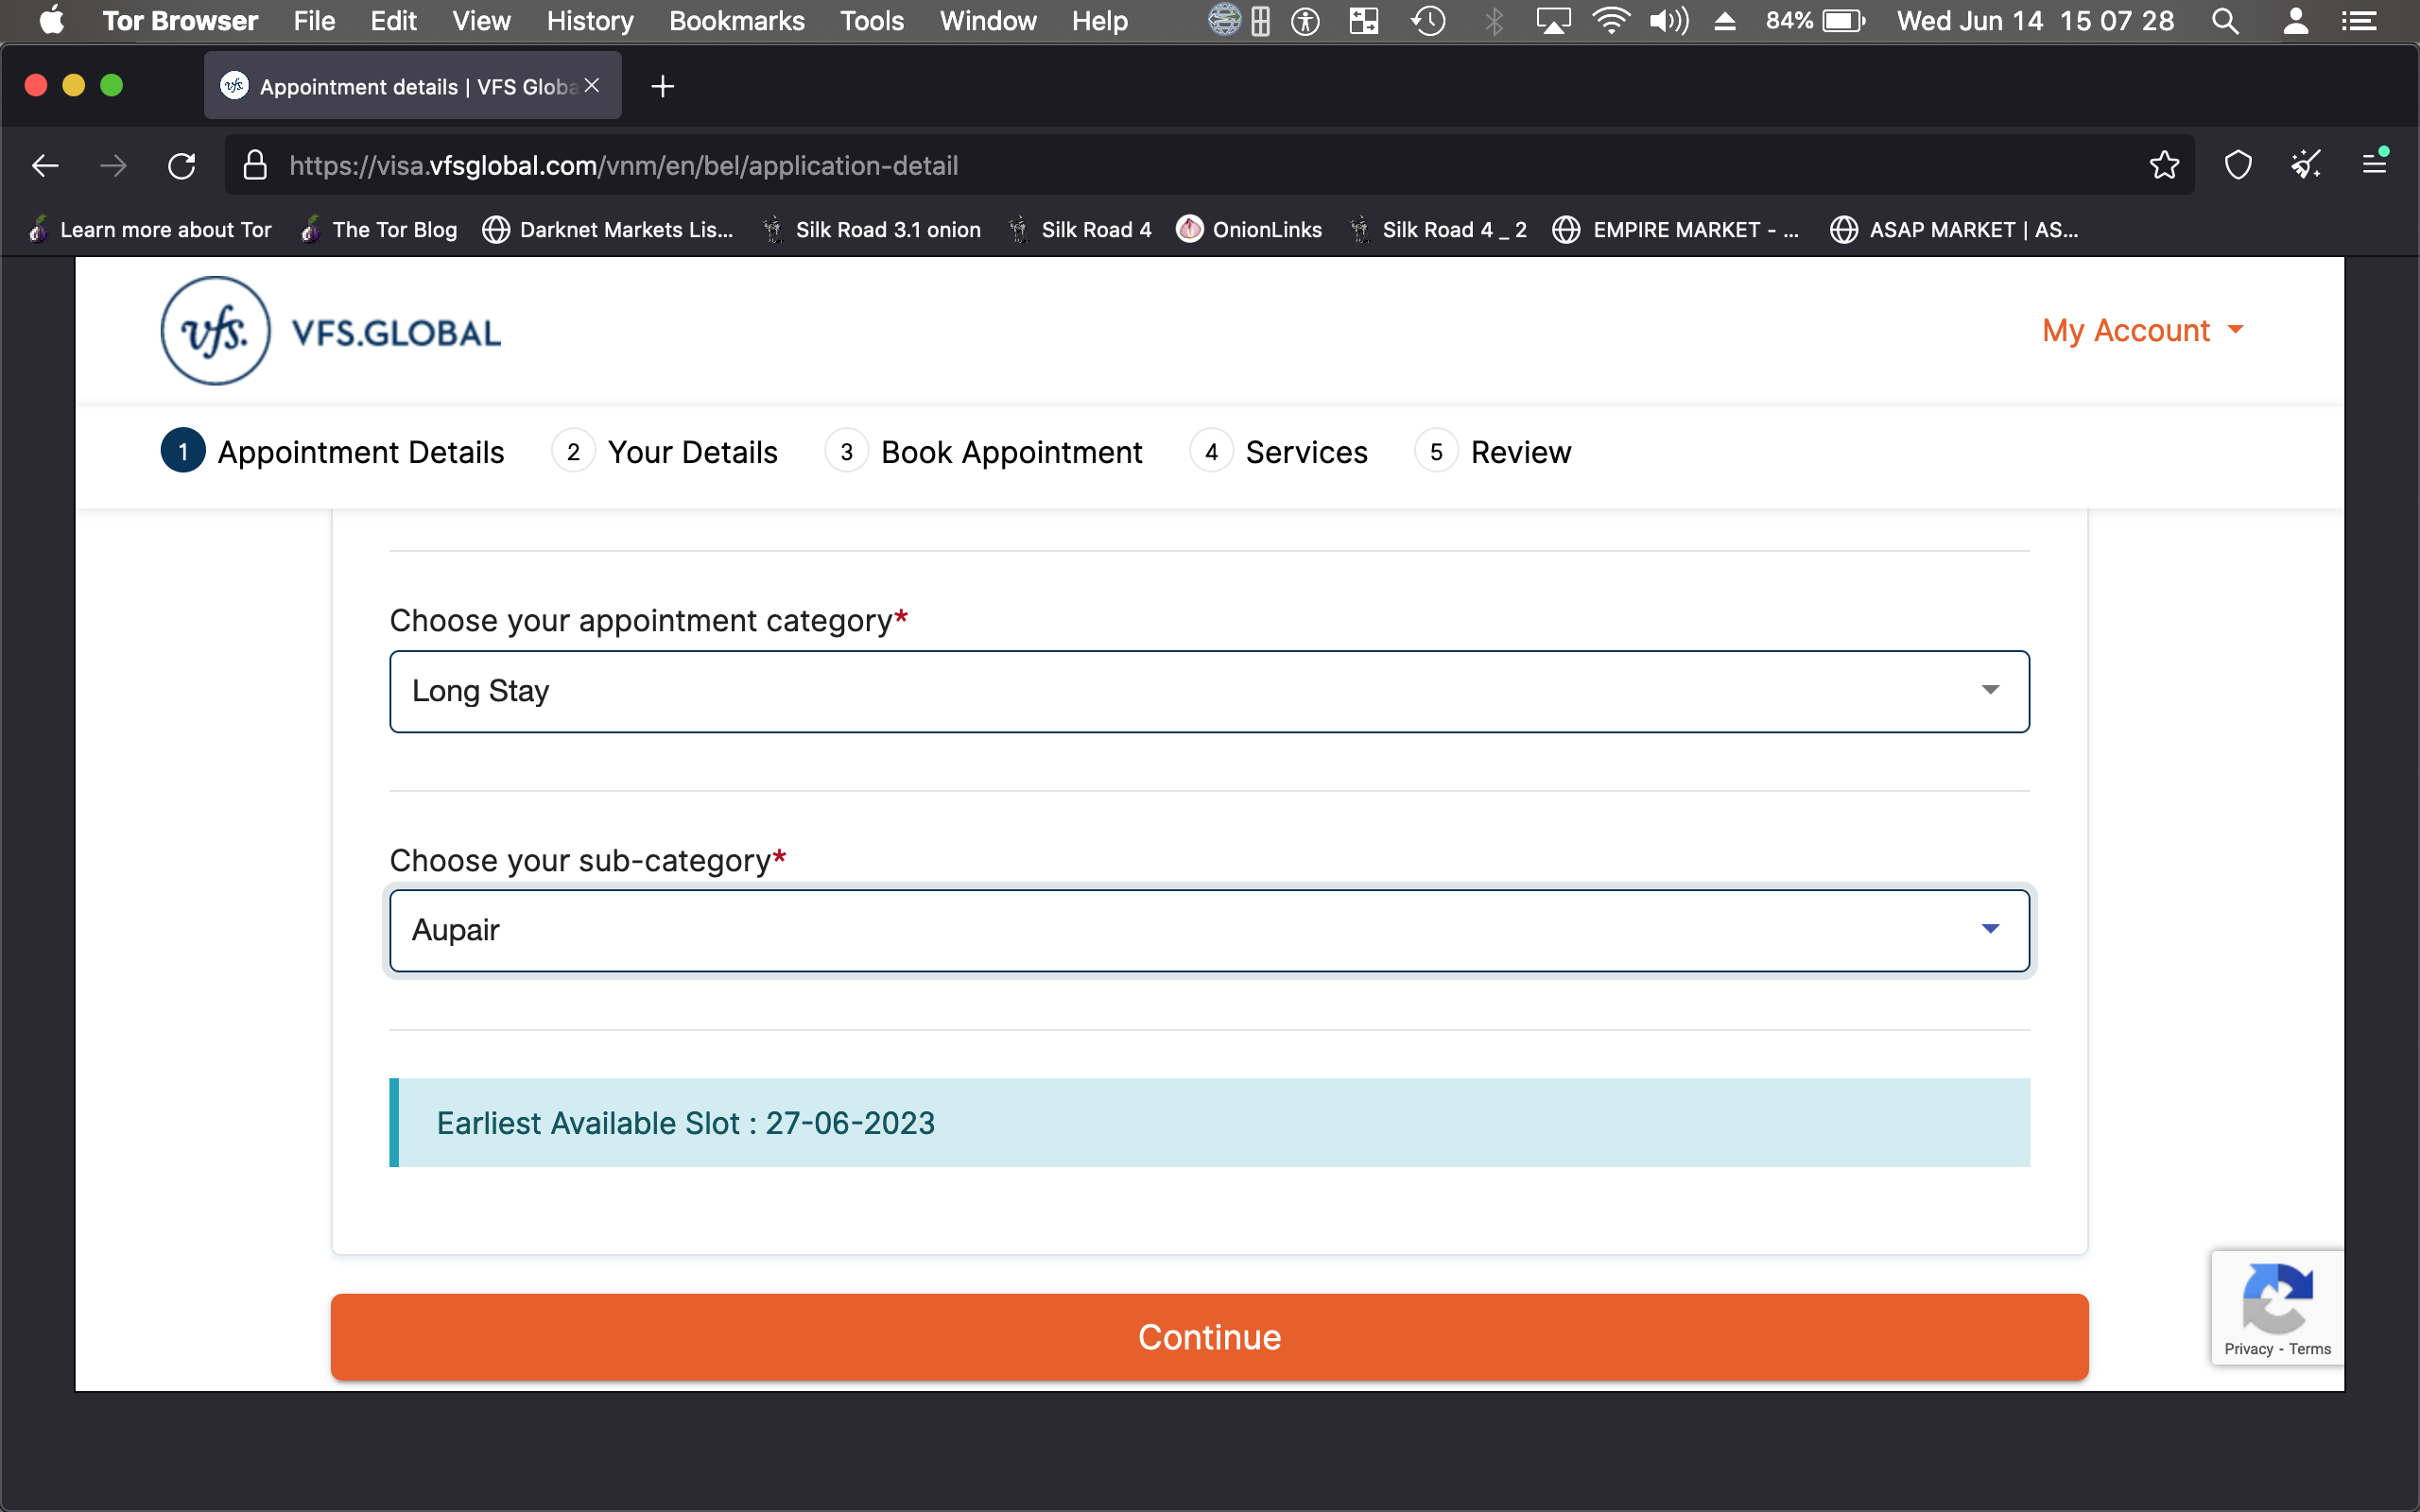 Tor Browser File Edit View History Bookmarks Tools Window Help 84% Wed Jun 14 15 07 28
Appointment details | VFS Globa
https://visa.vfsglobal.com/vnm/en/bel/application-detail
Learn more about Tor The Tor Blog Darknet Markets Lis... Silk Road 3.1 onion Silk Road 4 OnionLinks Silk Road 4 _ 2 EMPIRE MARKET - ... ASAP MARKET | AS...
vfs. VFS.GLOBAL My Account
1 Appointment Details 2 Your Details 3 Book Appointment 4 Services 5 Review
Choose your appointment category*
Long Stay
Choose your sub-category*
Aupair
Earliest Available Slot : 27-06-2023
Continue
Privacy - Terms